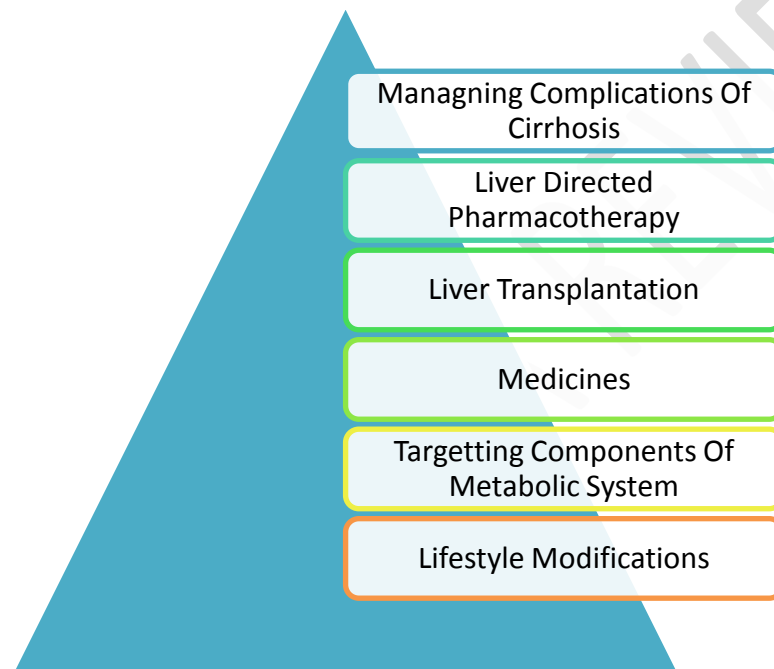 Managning Complications Of
Cirrhosis
Liver Directed
Pharmacotherapy
Liver Transplantation
Medicines
Targetting Components Of
Metabolic System
Lifestyle Modifications